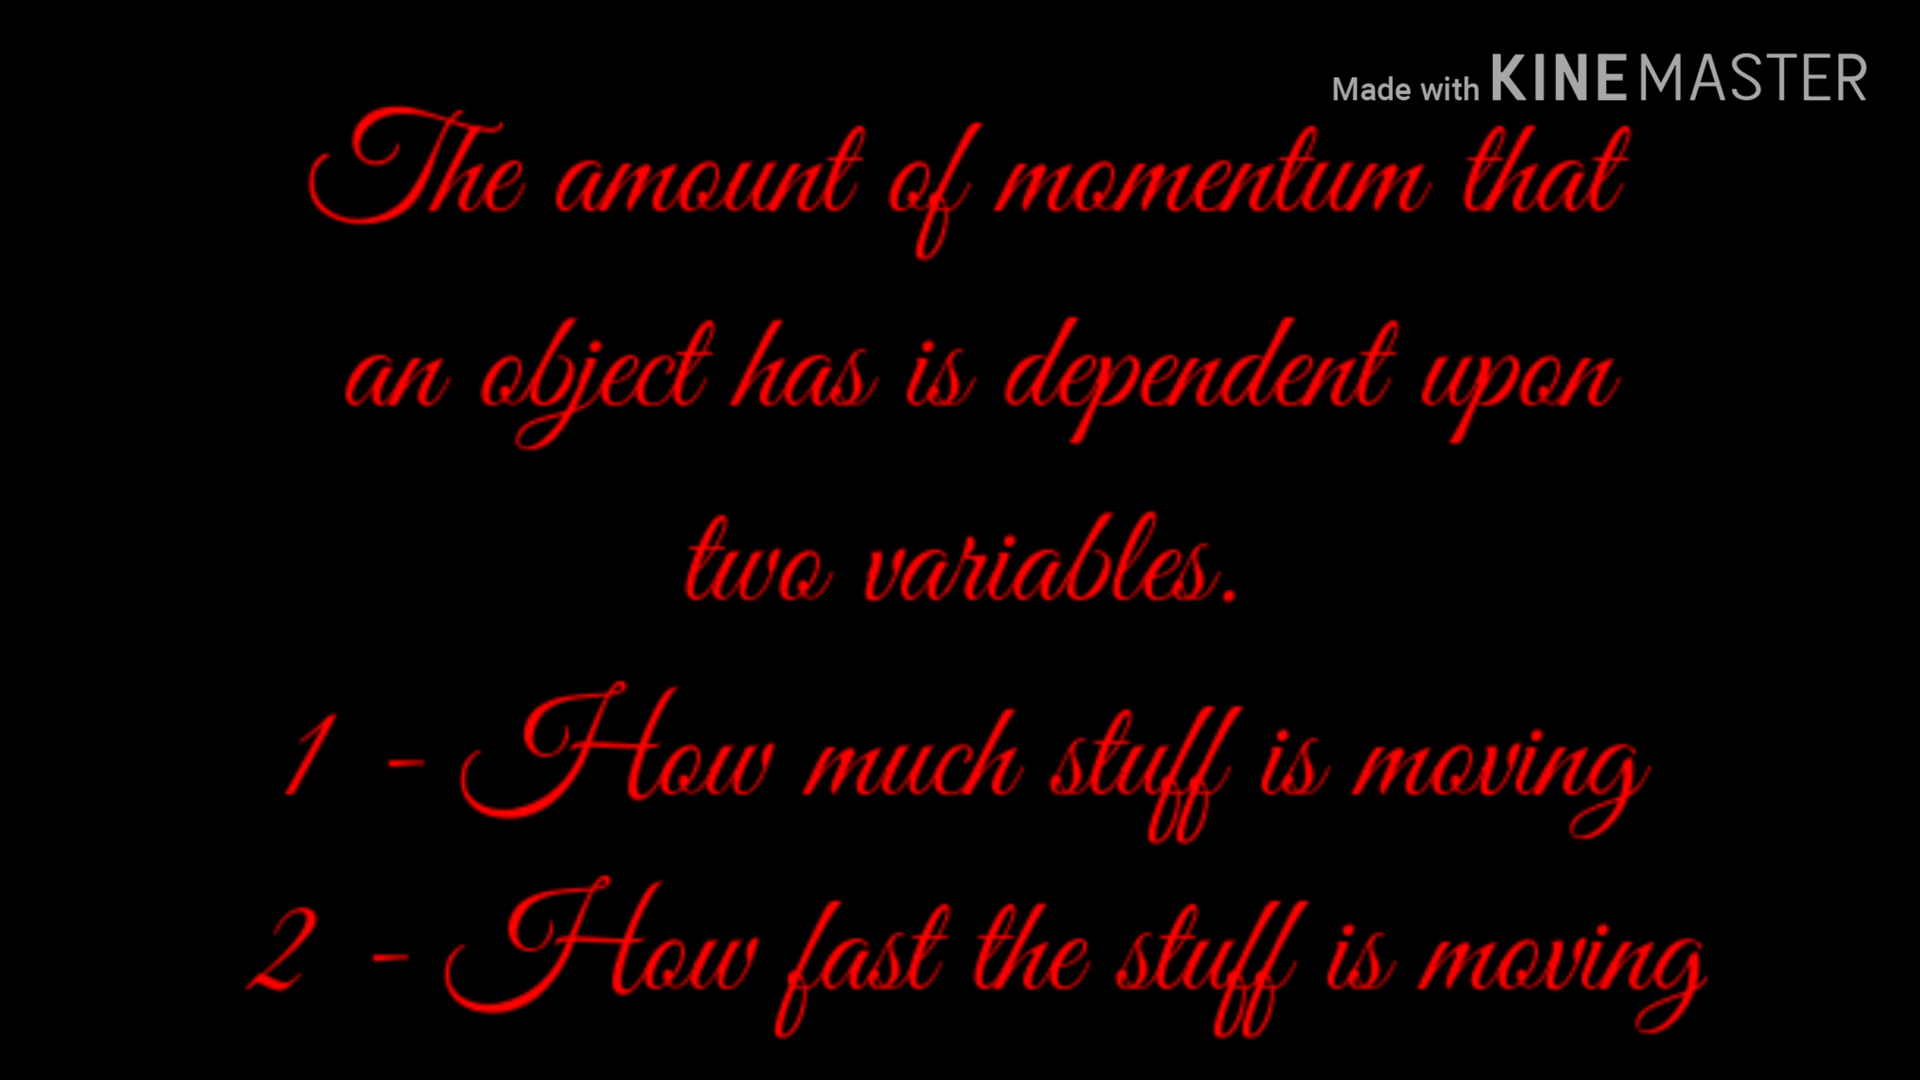 Made with KINEMASTER
The amount of momentum that
an object has is dependent upon
two variables.
1 - How much stuff is moving
2 - How fast the stuff is moving